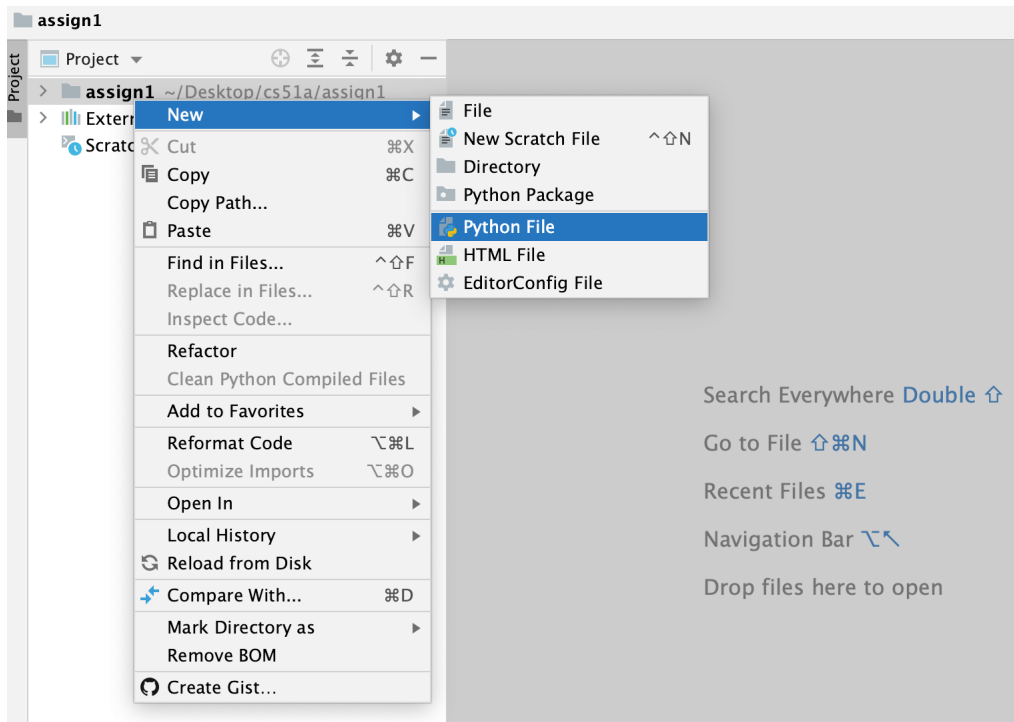 assign1
Project
Project
assign1 ~/Desktop/cs51a/assign1
Extern
Scratc
New
Cut ⌘X
Copy ⌘C
Copy Path...
Paste ⌘V
Find in Files... ^⇧F
Replace in Files... ^⇧R
Inspect Code...
Refactor
Clean Python Compiled Files
Add to Favorites
Reformat Code ⌥⌘L
Optimize Imports ⌥⌘O
Open In
Local History
Reload from Disk
Compare With... ⌘D
Mark Directory as
Remove BOM
Create Gist...
File
New Scratch File ^⇧N
Directory
Python Package
Python File
HTML File
EditorConfig File
Search Everywhere Double ⇧
Go to File ⇧⌘N
Recent Files ⌘E
Navigation Bar ⌥↖
Drop files here to open